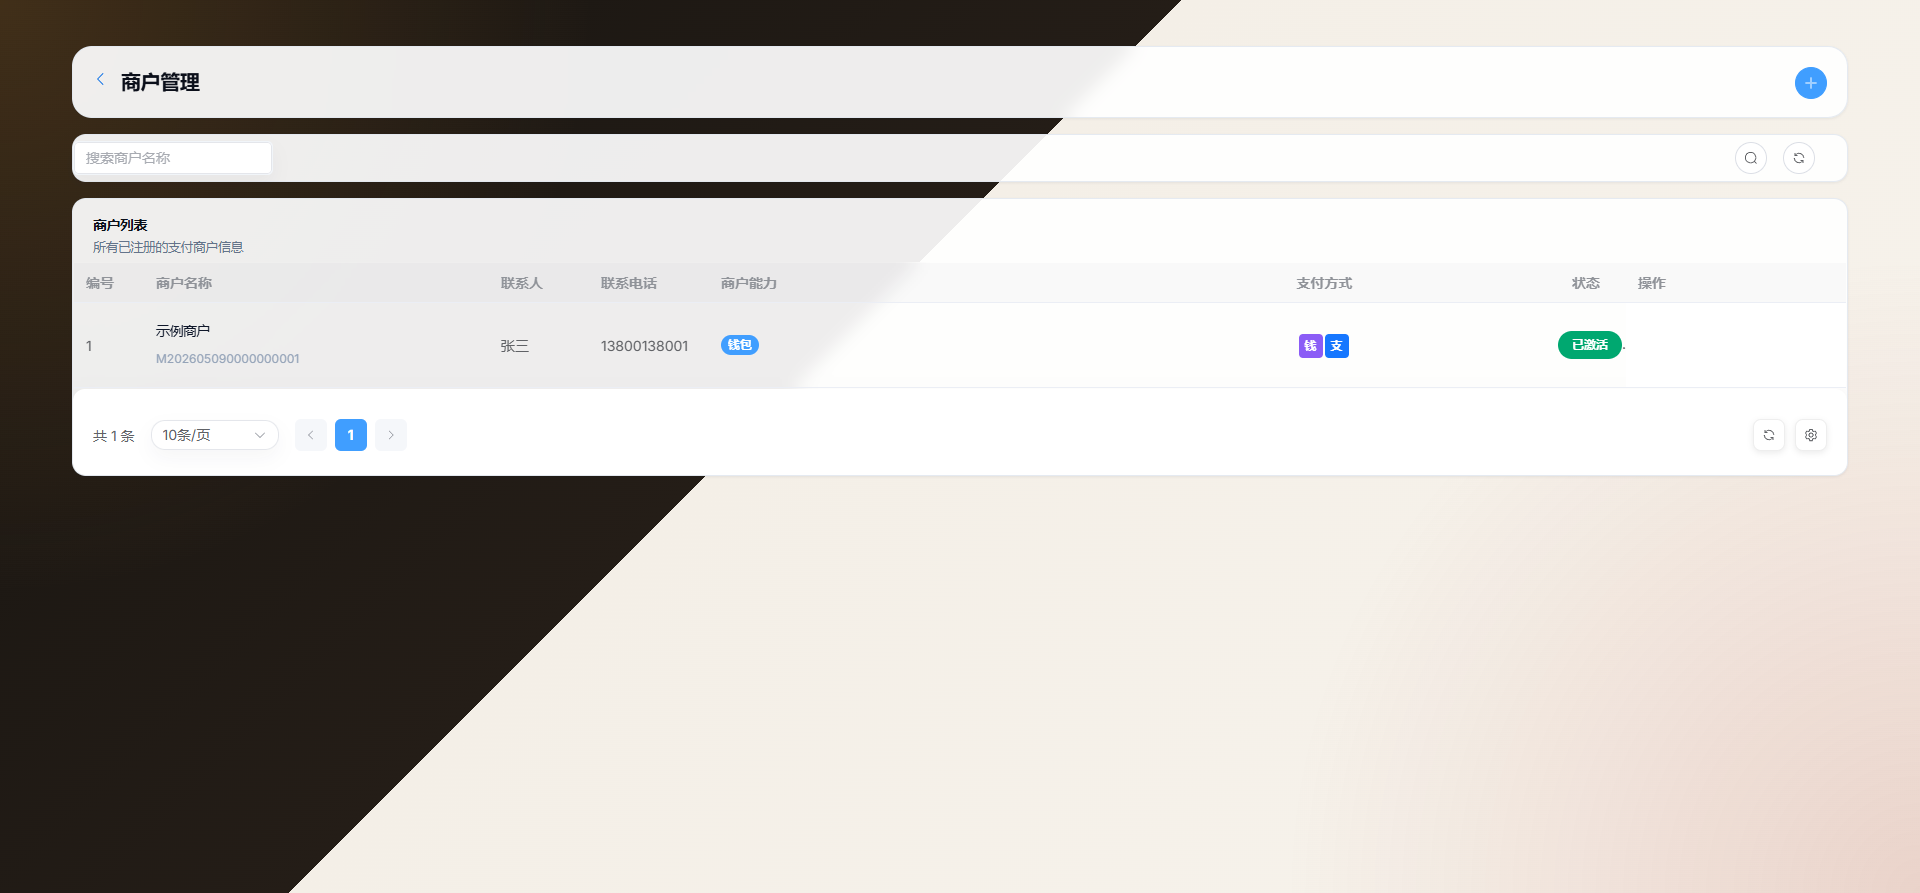 商户管理
搜索商户名称
商户列表
所有已注册的支付商户信息
编号 商户名称 联系人 联系电话 商户能力 支付方式 状态 操作
1 示例商户 张三 13800138001 钱包 钱 支 已激活
M202605090000000001
共 1 条 10条/页 1